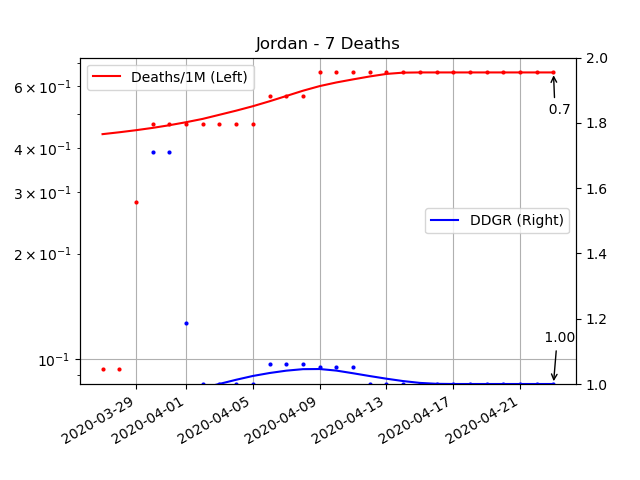 Jordan - 7 Deaths
Deaths/1M (Left)
DDGR (Right)
6 × 10⁻¹
4 × 10⁻¹
3 × 10⁻¹
2 × 10⁻¹
10⁻¹
2.0
1.8
1.6
1.4
1.2
1.0
0.7
1.00
2020-03-29
2020-04-01
2020-04-05
2020-04-09
2020-04-13
2020-04-17
2020-04-21